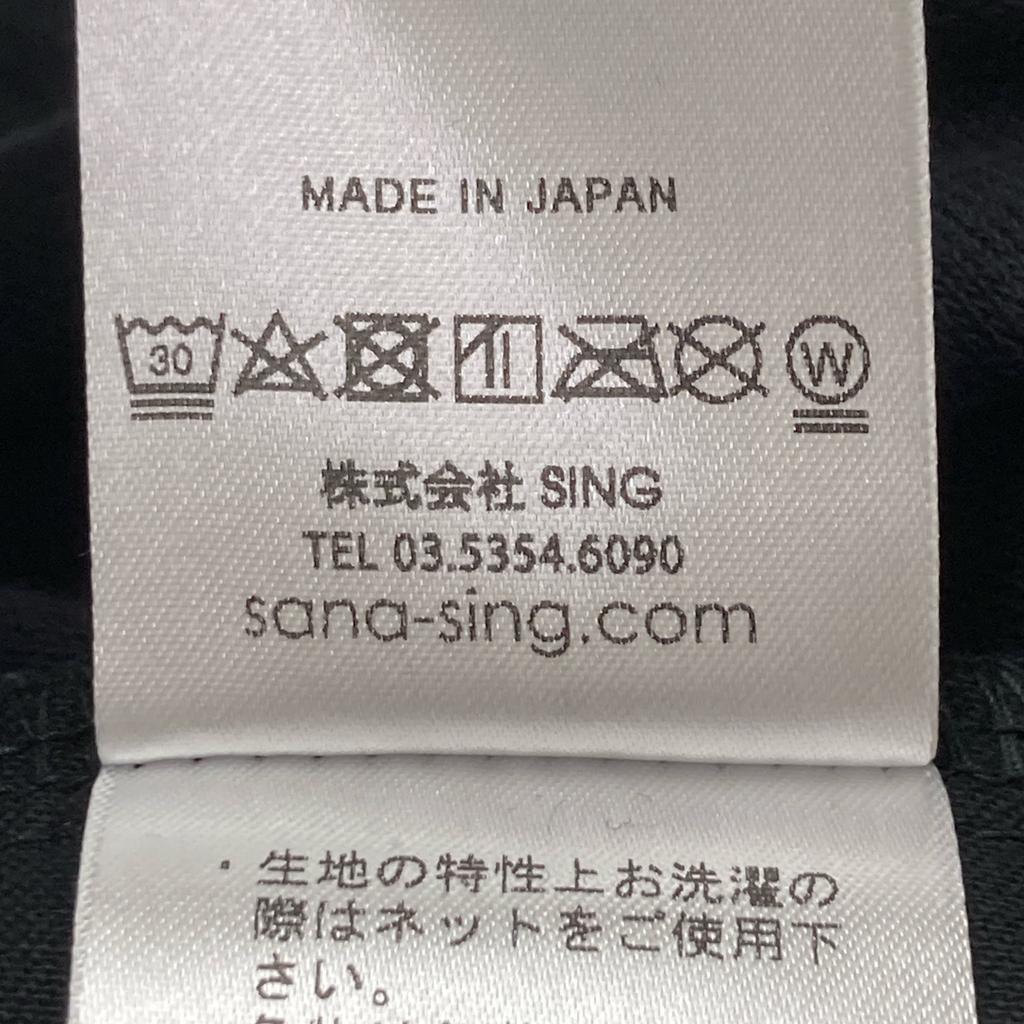 MADE IN JAPAN
30
W
株式会社 SING
TEL 03.5354.6090
sana-sing.com
・生地の特性上お洗濯の
際はネットをご使用下
さい。